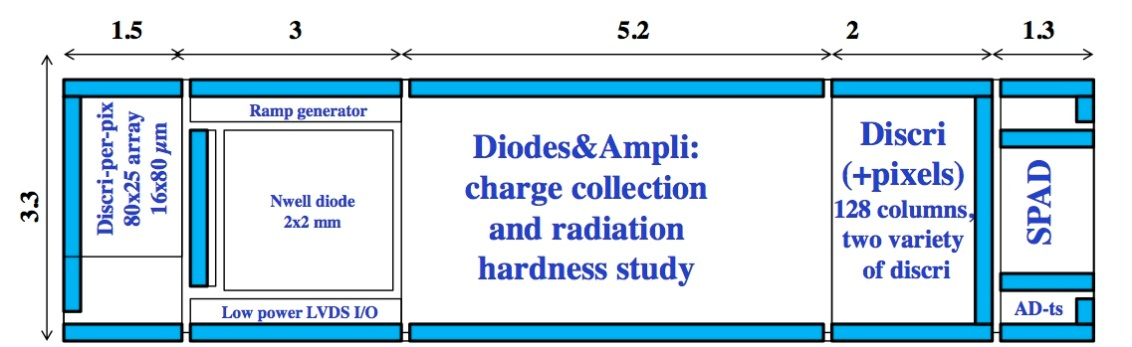 1.5
3
5.2
2
1.3
3.3
Discri-per-pix
80x25 array
16x80 µm
Ramp generator
Nwell diode
2x2 mm
Low power LVDS I/O
Diodes&Ampli:
charge collection
and radiation
hardness study
Discri
(+pixels)
128 columns,
two variety
of discri
SPAD
AD-ts